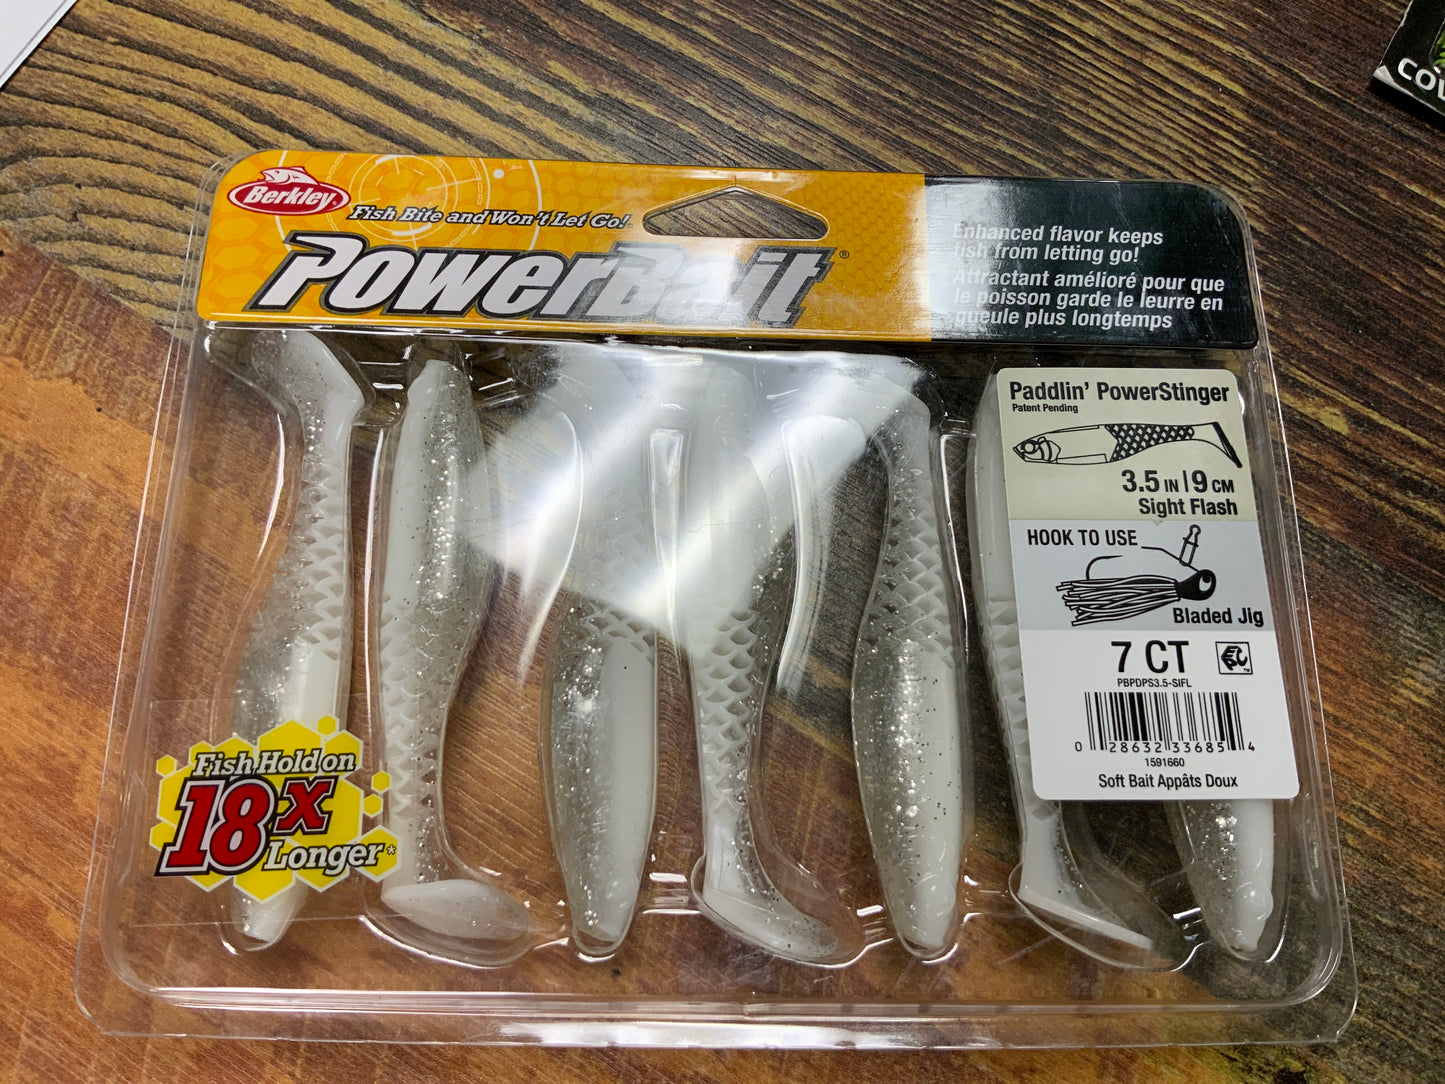 Berkley®
Fish Bite and Won't Let Go!
PowerBait®
Enhanced flavor keeps
fish from letting go!
Attractant amélioré pour que
le poisson garde le leurre en
gueule plus longtemps
Paddlin' PowerStinger
Patent Pending
3.5 IN | 9 CM
Sight Flash
HOOK TO USE
Bladed Jig
7 CT
PBPDPS3.5-SIFL
0 28632 33685 4
1591660
Soft Bait Appâts Doux
Fish Hold on
18x
Longer*